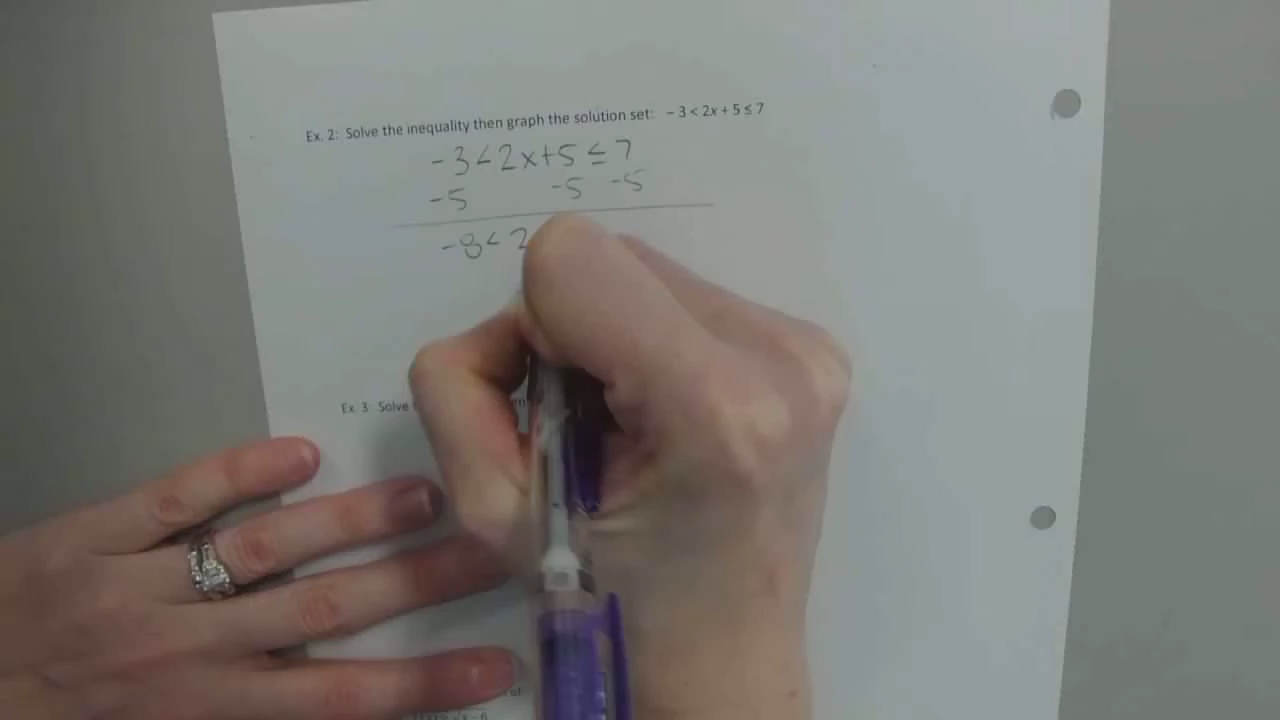 Ex. 2: Solve the inequality then graph the solution set: − 3 < 2x + 5 ≤ 7
-3<2x+5 ≤ 7
-5 -5 -5
-8< 2
Ex. 3: Solve